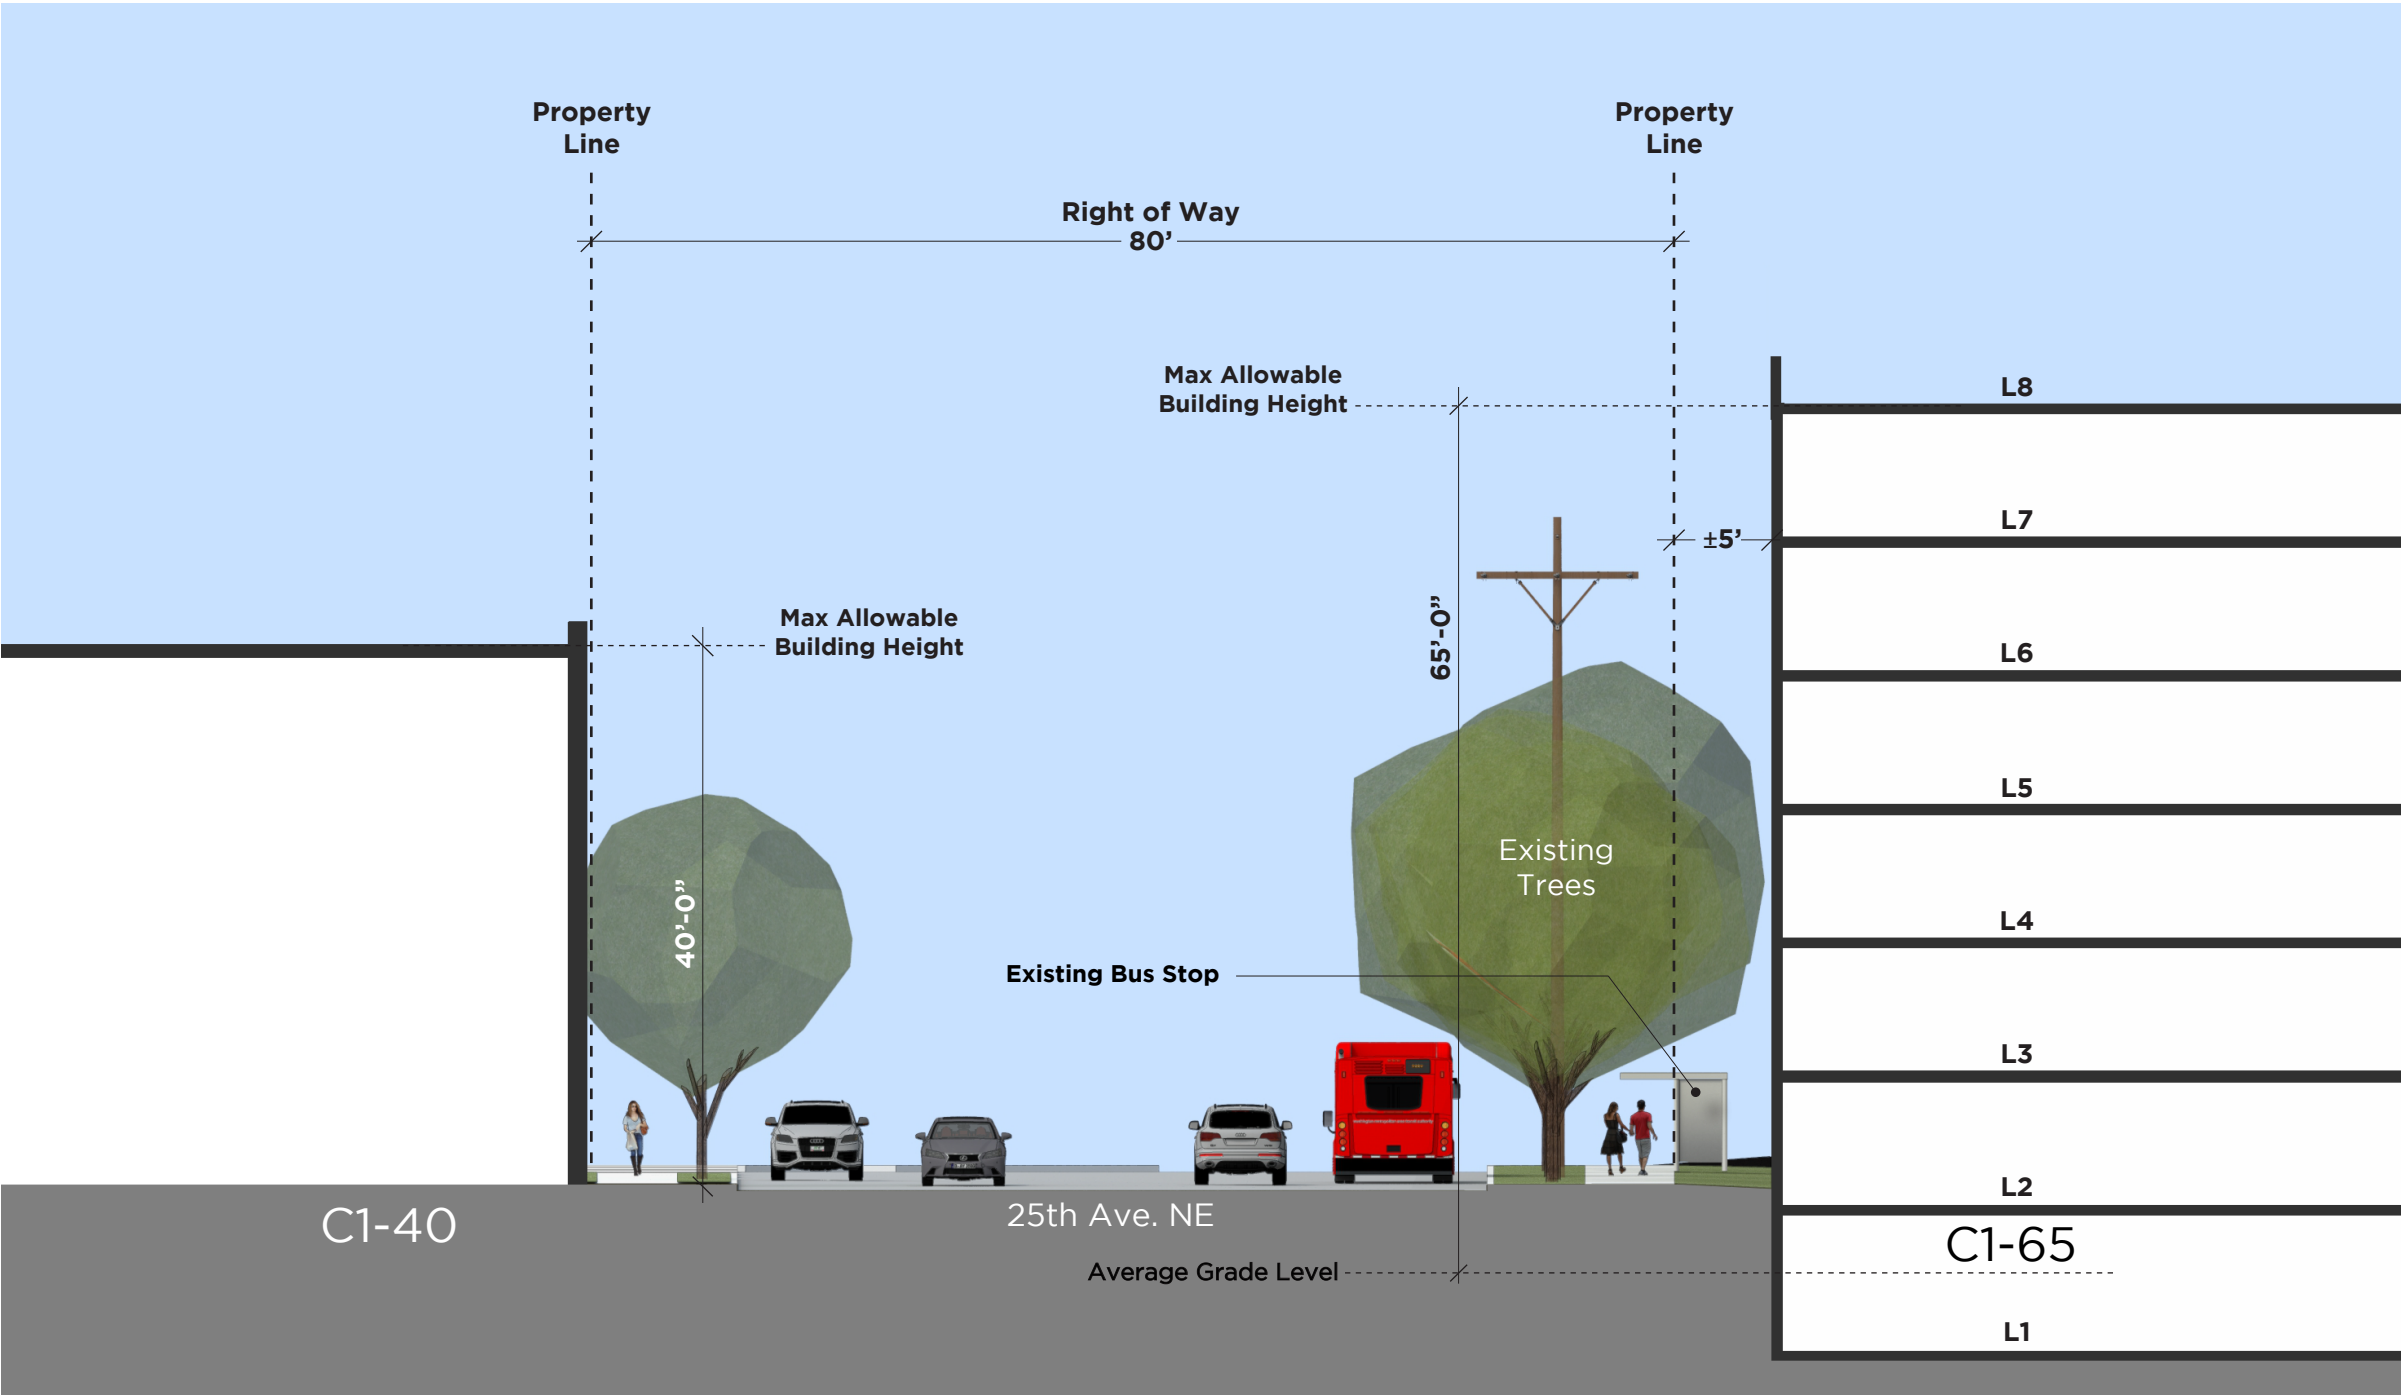 Property
Line
Property
Line
Right of Way
80’
Max Allowable
Building Height
L8
L7
±5’
Max Allowable
Building Height
65’-0”
L6
L5
Existing
Trees
40’-0”
L4
Existing Bus Stop
L3
L2
C1-40
25th Ave. NE
C1-65
Average Grade Level
L1